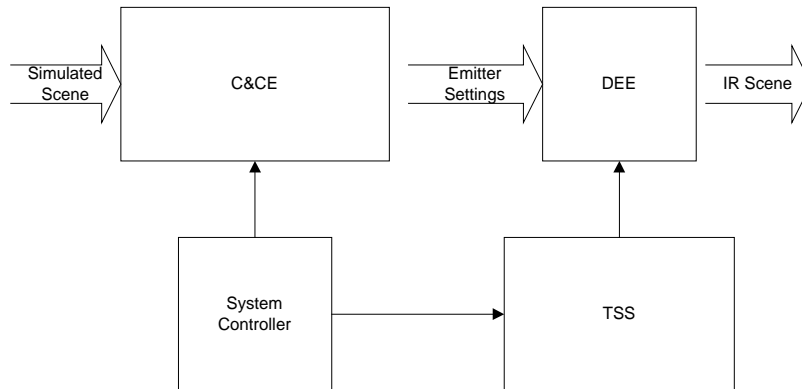 Simulated
Scene
C&CE
Emitter
Settings
DEE
IR Scene
System
Controller
TSS